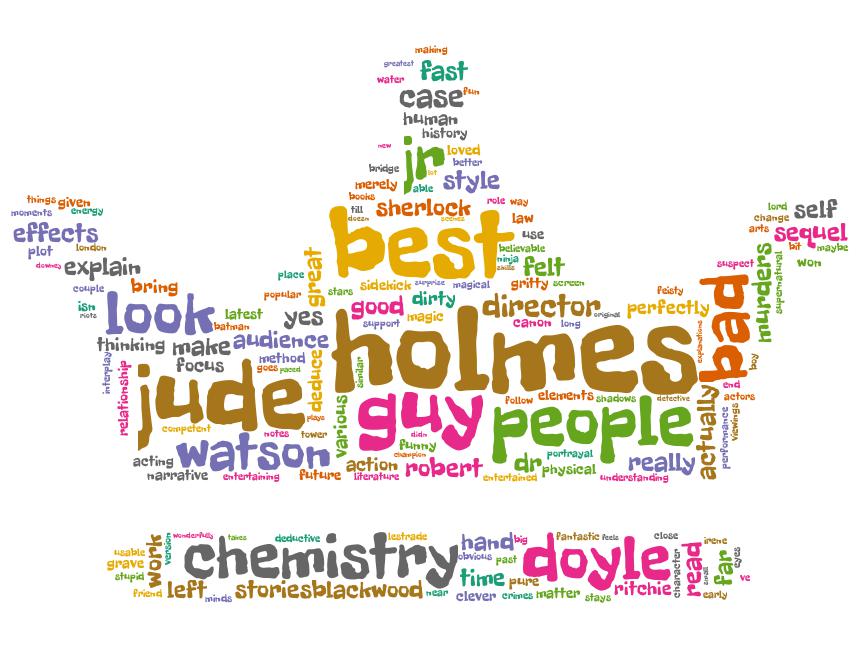 making
greatest
fast
water
case
fun
human
history
new
jr
loved
better
bridge
lot
merely
able
style
books
sherlock
role
way
till
doesn
scenes
law
best
use
believable
ninja
skills
felt
things
given
moments
energy
effects
plot
london
downey
explain
couple
bring
isn
riots
look
latest
batman
place
great
popular
stars
sidekick
surprise
magical
gritty
screen
good
dirty
director
original
support
magic
canon
long
yes
thinking
make
audience
focus
method
goes
paced
deduce
similar
holmes
feisty
perfectly
suspect
bad
explanations
murders
supernatural
lord
self
change
arts
sequel
bit
maybe
won
boy
interplay
relationship
jude
competent
plays
notes
tower
various
guy
didn
champion
funny
follow
elements
shadows
detective
people
end
actors
actually
performance
viewings
watson
acting
narrative
entertaining
future
action
literature
robert
entertained
dr
portrayal
physical
really
understanding
usable
grave
stupid
friend
work
version
wonderfully
takes
deductive
lestrade
chemistry
left
minds
stories
blackwood
near
hand
big
obvious
past
time
pure
clever
crimes
matter
stays
fantastic
feels
close
doyle
ritchie
character
read
small
irene
far
eyes
early
ve